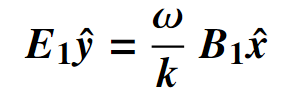 E₁ŷ = ω/k B₁x̂